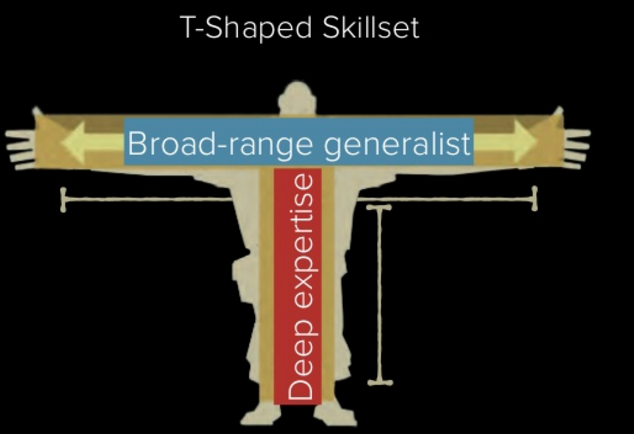 T-Shaped Skillset
Broad-range generalist
Deep expertise